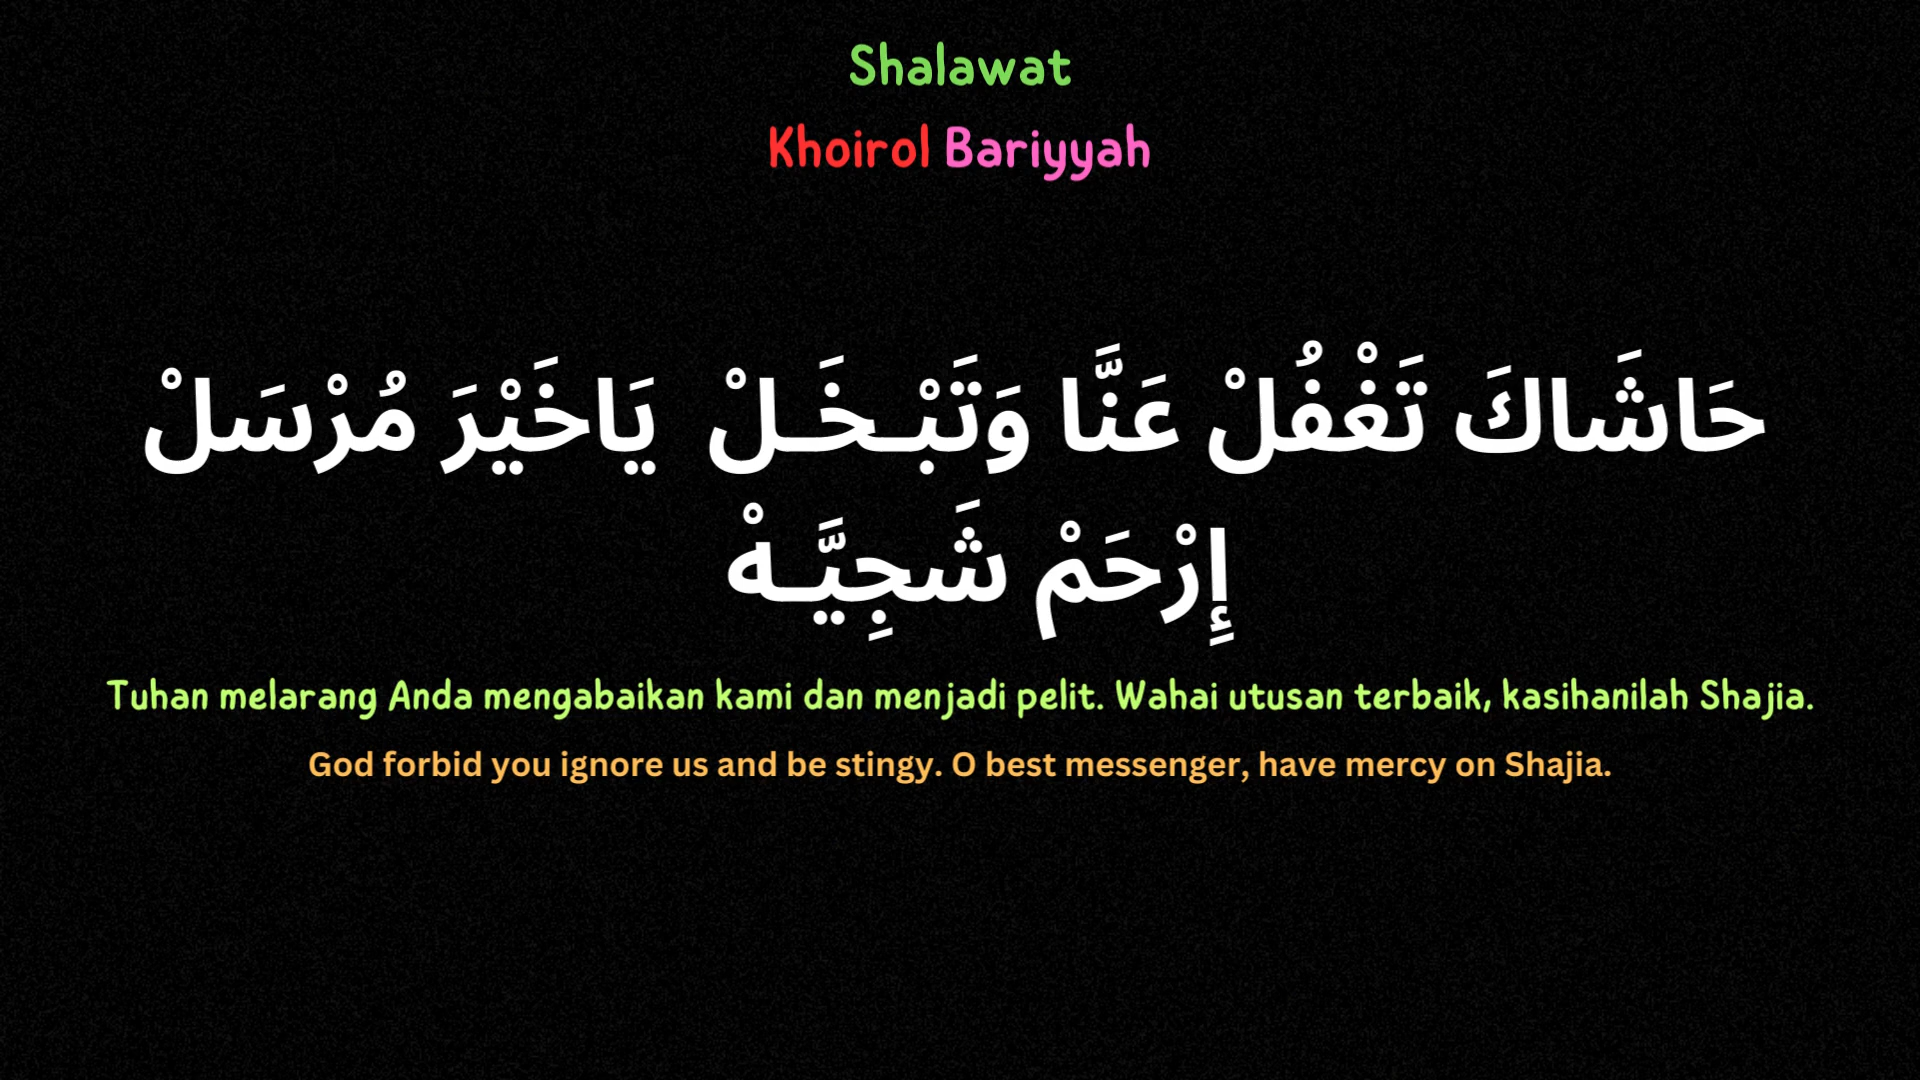 Shalawat
Khoirol Bariyyah
حَاشَاكَ تَغْفُلْ عَنَّا وَتَبْـخَـلْ يَاخَيْرَ مُرْسَلْ
إِرْحَمْ شَجِيَّـهْ
Tuhan melarang Anda mengabaikan kami dan menjadi pelit. Wahai utusan terbaik, kasihanilah Shajia.
God forbid you ignore us and be stingy. O best messenger, have mercy on Shajia.